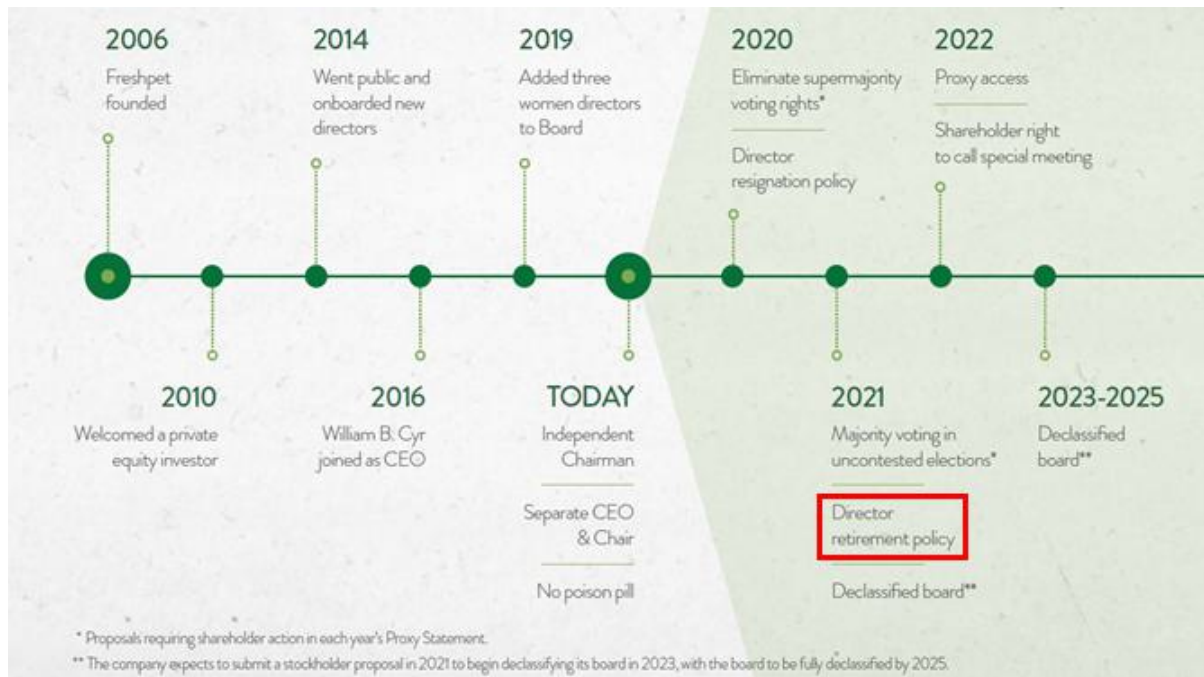 2006
Freshpet
founded
2014
Went public and
onboarded new
directors
2019
Added three
women directors
to Board
2020
Eliminate supermajority
voting rights*
Director
resignation policy
2022
Proxy access
Shareholder right
to call special meeting
2010
Welcomed a private
equity investor
2016
William B. Cyr
joined as CEO
TODAY
Independent
Chairman
Separate CEO
& Chair
No poison pill
2021
Majority voting in
uncontested elections*
Director
retirement policy
Declassified board**
2023-2025
Declassified
board**
* Proposals requiring shareholder action in each year's Proxy Statement.
** The company expects to submit a stockholder proposal in 2021 to begin declassifying its board in 2023, with the board to be fully declassified by 2025.